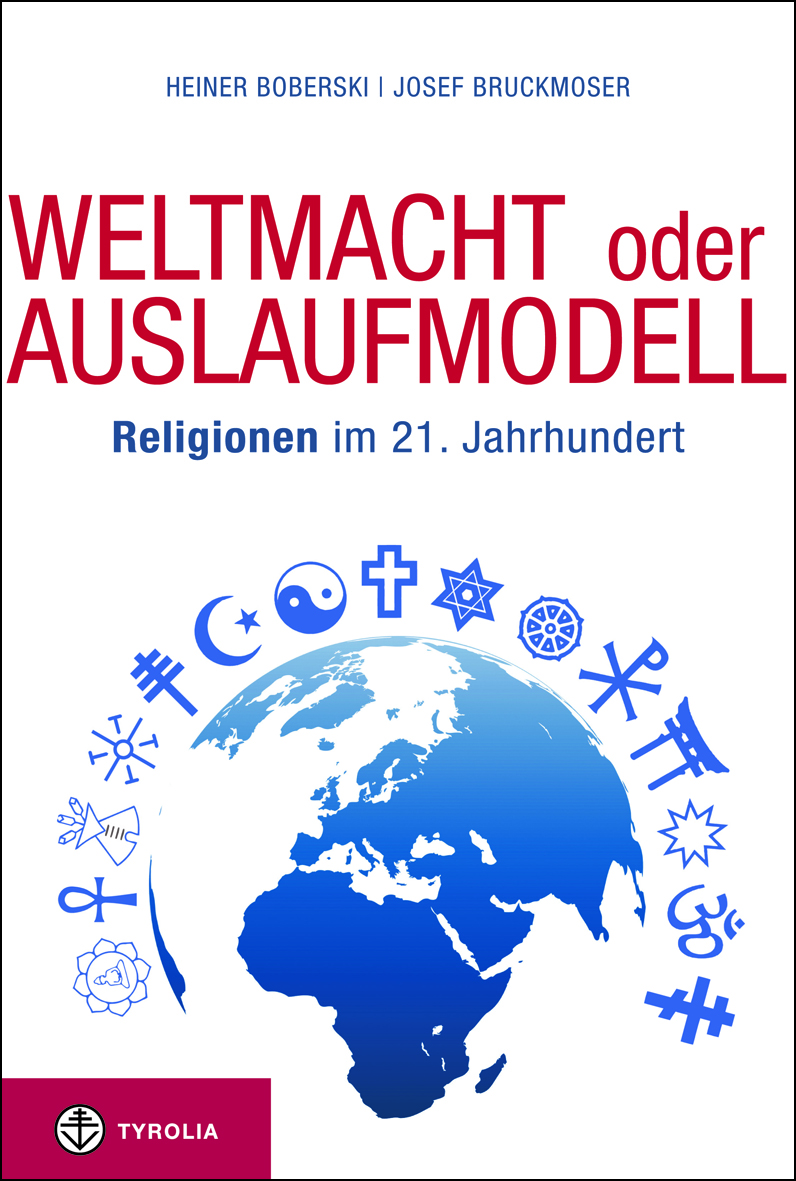 HEINER BOBERSKI | JOSEF BRUCKMOSER
WELTMACHT oder
AUSLAUFMODELL
Religionen im 21. Jahrhundert
TYROLIA